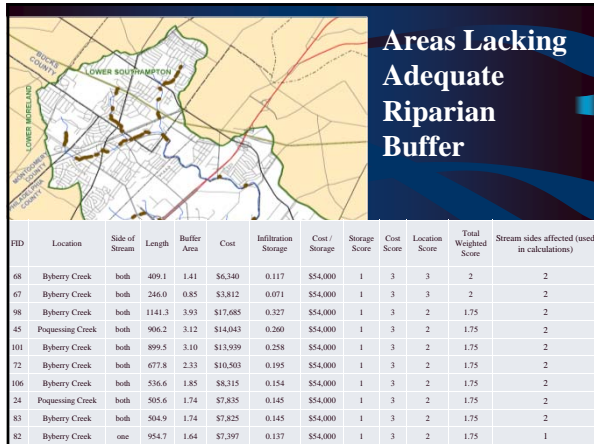 Areas Lacking
Adequate
Riparian
Buffer
BUCKS
COUNTY
LOWER SOUTHAMPTON
LOWER MORELAND
MONTGOMERY
COUNTY
PHILADELPHIA
COUNTY
FID Location Side of Stream Length Buffer Area Cost Infiltration Storage Cost / Storage Storage Score Cost Score Location Score Total Weighted Score Stream sides affected (used in calculations)
68 Byberry Creek both 409.1 1.41 $6,340 0.117 $54,000 1 3 3 2 2
67 Byberry Creek both 246.0 0.85 $3,812 0.071 $54,000 1 3 3 2 2
98 Byberry Creek both 1141.3 3.93 $17,685 0.327 $54,000 1 3 2 1.75 2
45 Poquessing Creek both 906.2 3.12 $14,043 0.260 $54,000 1 3 2 1.75 2
101 Byberry Creek both 899.5 3.10 $13,939 0.258 $54,000 1 3 2 1.75 2
72 Byberry Creek both 677.8 2.33 $10,503 0.195 $54,000 1 3 2 1.75 2
106 Byberry Creek both 536.6 1.85 $8,315 0.154 $54,000 1 3 2 1.75 2
24 Poquessing Creek both 505.6 1.74 $7,835 0.145 $54,000 1 3 2 1.75 2
83 Byberry Creek both 504.9 1.74 $7,825 0.145 $54,000 1 3 2 1.75 2
82 Byberry Creek one 954.7 1.64 $7,397 0.137 $54,000 1 3 2 1.75 1